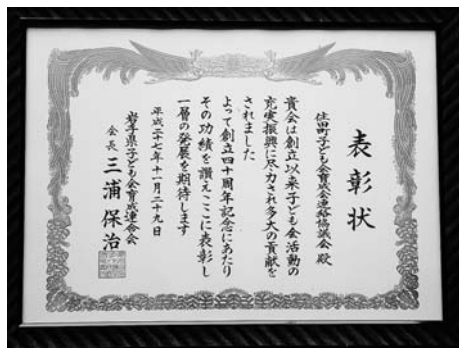 表彰状
住田町子ども会育成会連絡協議会殿
貴会は創立以来子ども会活動の
充実振興に尽力され多大の貢献を
されました
よって創立四十周年記念にあたり
その功績を讃えここに表彰し
一層の発展を期待します
平成二十七年十一月二十九日
岩手県子ども会育成連合会
会長 三浦保治